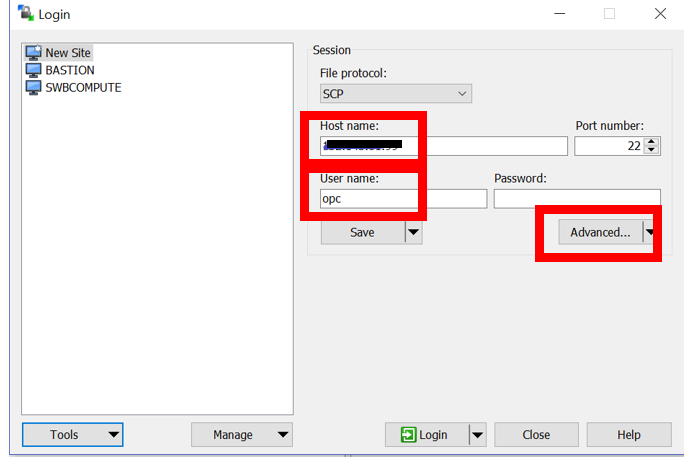 Login
New Site
BASTION
SWBCOMPUTE
Session
File protocol:
SCP
Host name:
Port number:
22
User name:
Password:
opc
Save
Advanced...
Tools
Manage
Login
Close
Help